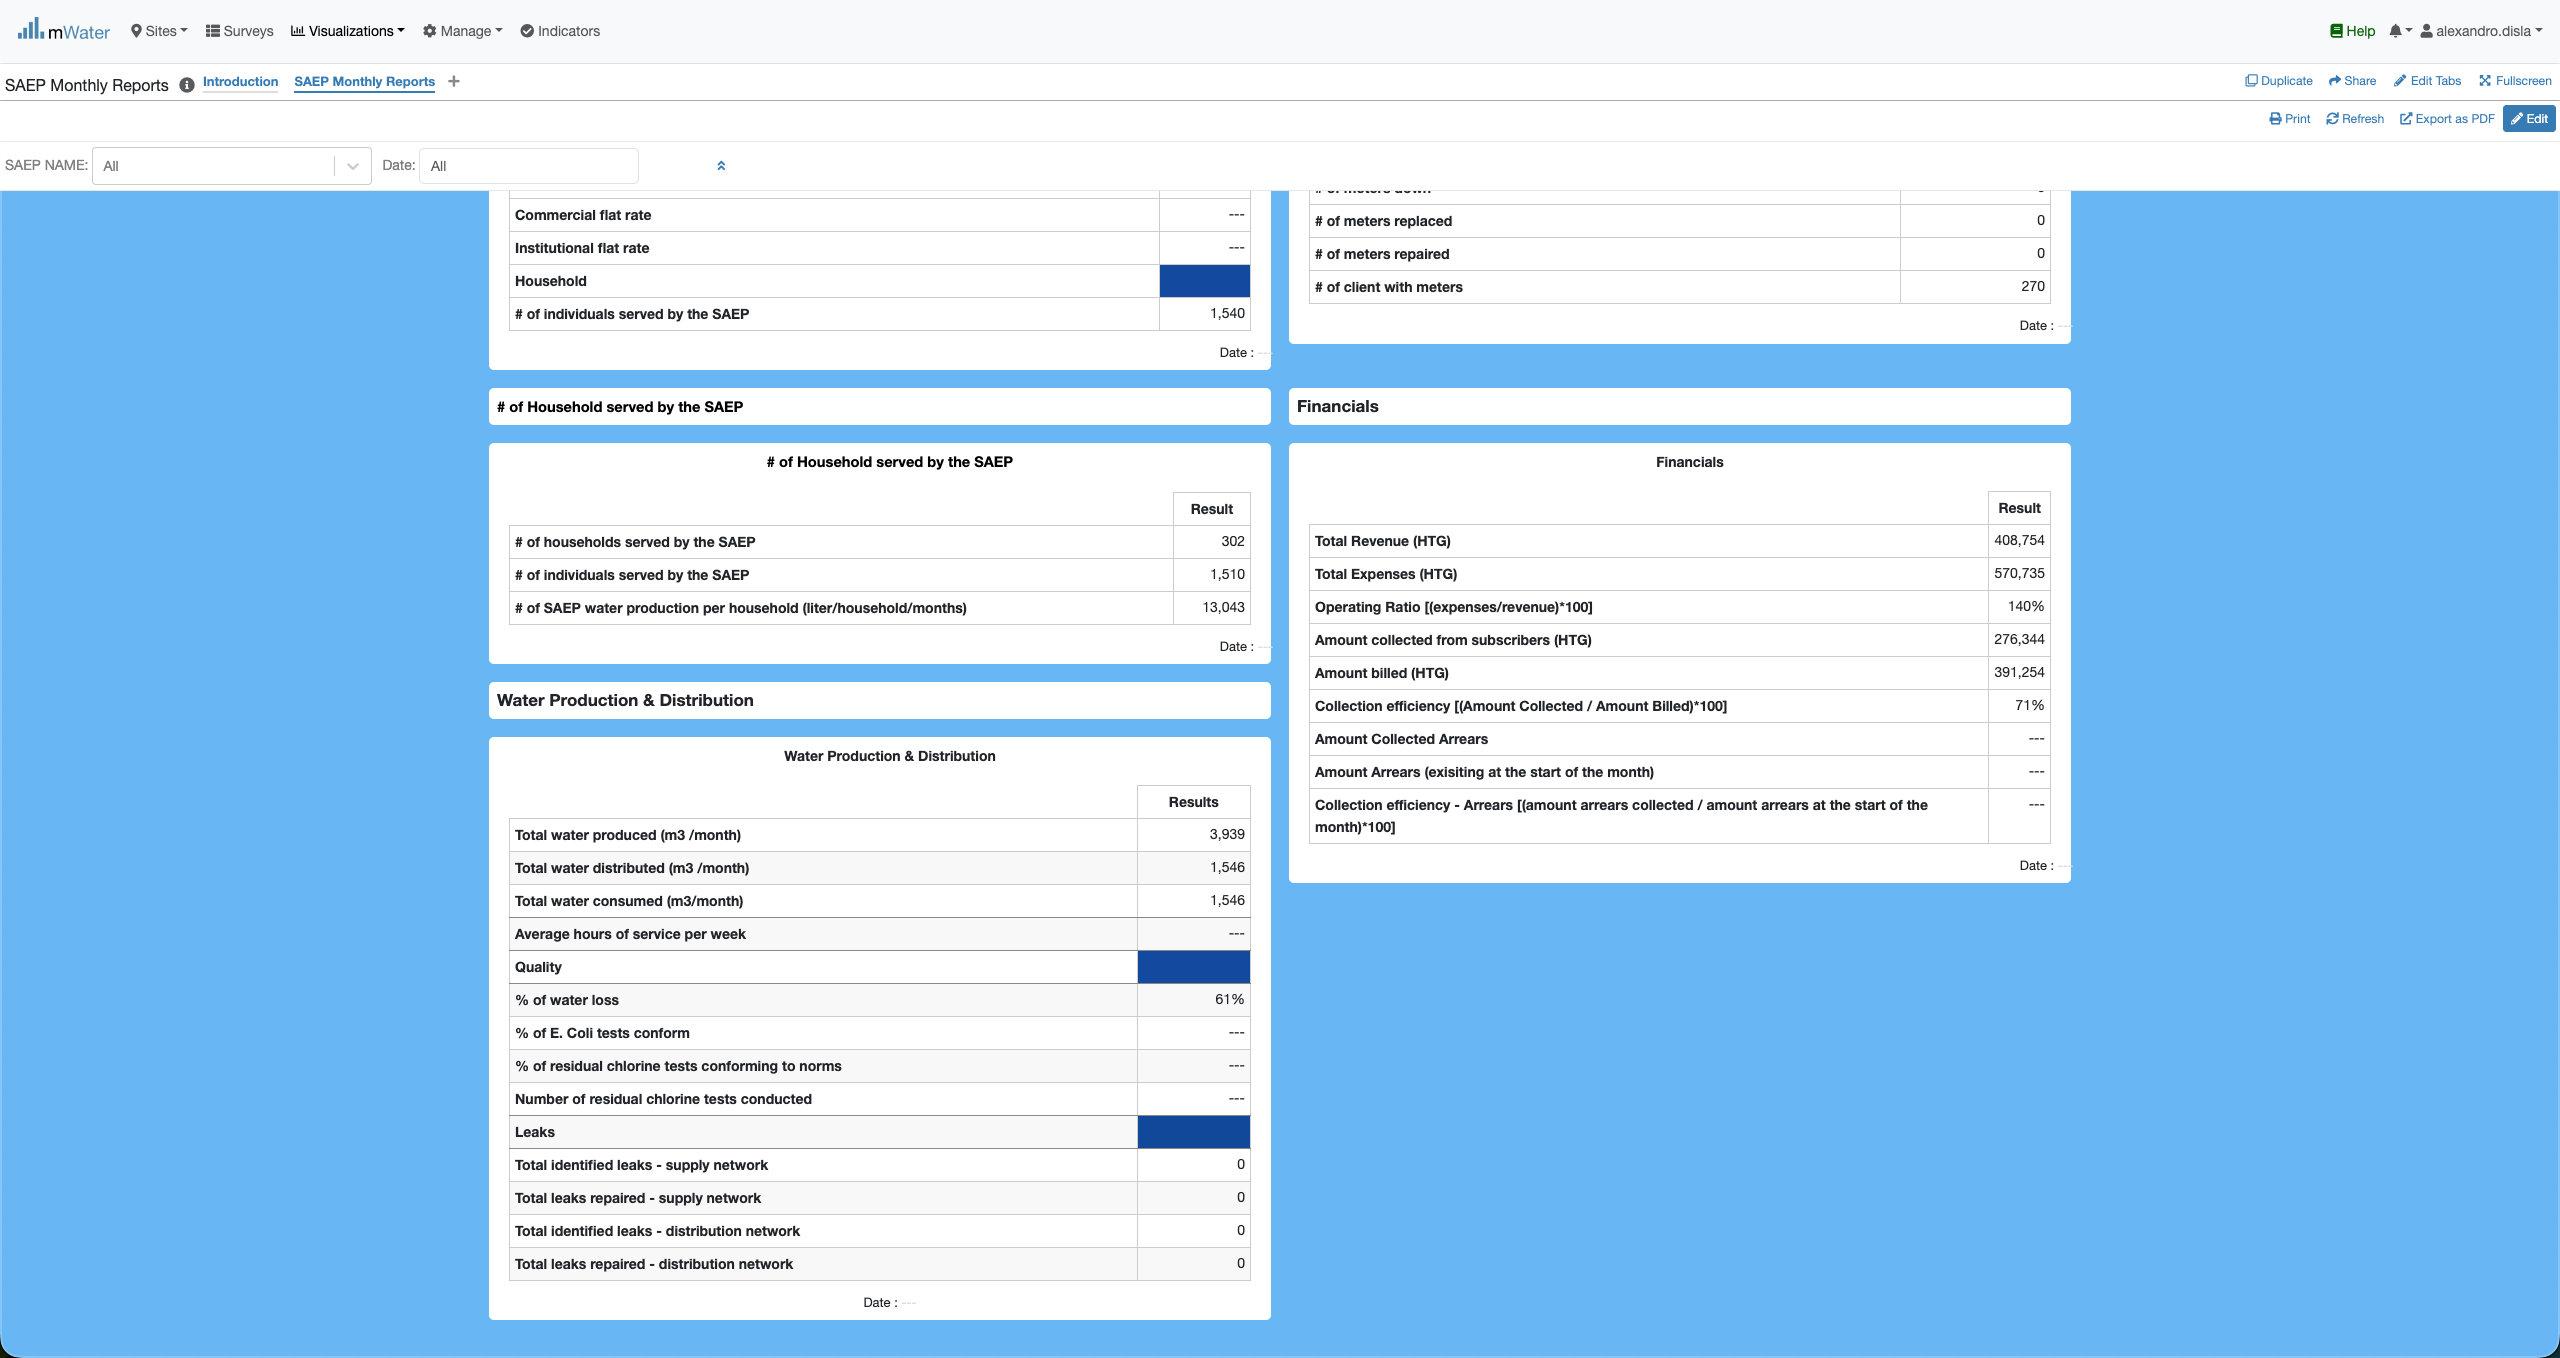 mWater Sites Surveys Visualizations Manage Indicators Help alexandro.disla
SAEP Monthly Reports Introduction SAEP Monthly Reports + Duplicate Share Edit Tabs Fullscreen
Print Refresh Export as PDF Edit
SAEP NAME: All Date: All
Commercial flat rate ---
Institutional flat rate ---
Household
# of individuals served by the SAEP 1,540
Date : ---
# of meters down
# of meters replaced 0
# of meters repaired 0
# of client with meters 270
Date : ---
# of Household served by the SAEP
# of Household served by the SAEP
Result
# of households served by the SAEP 302
# of individuals served by the SAEP 1,510
# of SAEP water production per household (liter/household/months) 13,043
Date : ---
Financials
Financials
Result
Total Revenue (HTG) 408,754
Total Expenses (HTG) 570,735
Operating Ratio [(expenses/revenue)*100] 140%
Amount collected from subscribers (HTG) 276,344
Amount billed (HTG) 391,254
Collection efficiency [(Amount Collected / Amount Billed)*100] 71%
Amount Collected Arrears ---
Amount Arrears (exisiting at the start of the month) ---
Collection efficiency - Arrears [(amount arrears collected / amount arrears at the start of the ---
month)*100]
Date : ---
Water Production & Distribution
Water Production & Distribution
Results
Total water produced (m3 /month) 3,939
Total water distributed (m3 /month) 1,546
Total water consumed (m3/month) 1,546
Average hours of service per week ---
Quality
% of water loss 61%
% of E. Coli tests conform ---
% of residual chlorine tests conforming to norms ---
Number of residual chlorine tests conducted ---
Leaks
Total identified leaks - supply network 0
Total leaks repaired - supply network 0
Total identified leaks - distribution network 0
Total leaks repaired - distribution network 0
Date : ---